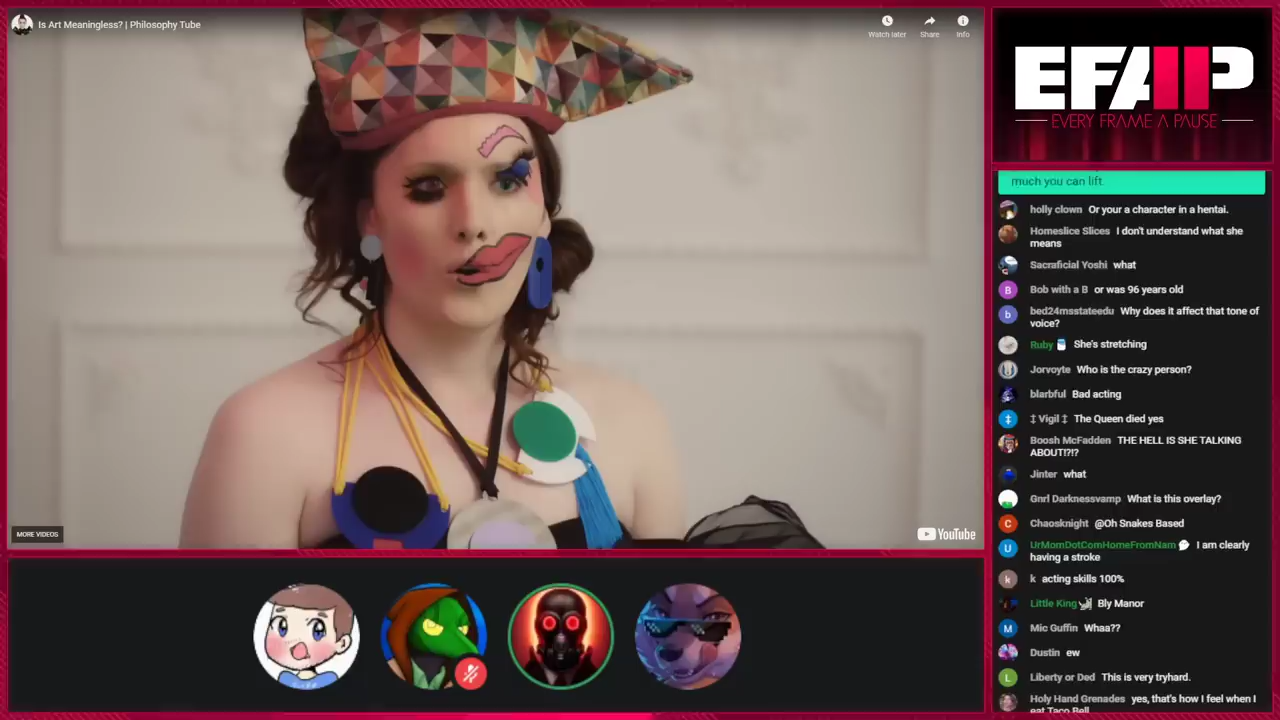 Is Art Meaningless? | Philosophy Tube
Watch later
Share
Info
MORE VIDEOS
YouTube
EFAP
EVERY FRAME A PAUSE
much you can lift
holly clown Or your a character in a hentai.
Homeslice Slices I don't understand what she
means
Sacraficial Yoshi what
B
Bob with a B or was 96 years old
b
bed24msstateedu Why does it affect that tone of
voice?
Ruby She's stretching
Jorvoyte Who is the crazy person?
blarbful Bad acting
‡ Vigil ‡ The Queen died yes
Boosh McFadden THE HELL IS SHE TALKING
ABOUT!?!?
Jinter what
Gnrl Darknessvamp What is this overlay?
C
Chaosknight @Oh Snakes Based
U
UrMomDotComHomeFromNam I am clearly
having a stroke
k
k acting skills 100%
Little King Bly Manor
M
Mic Guffin Whaa??
Dustin ew
L
Liberty or Ded This is very tryhard.
Holy Hand Grenades yes, that's how I feel when I
eat Taco Bell